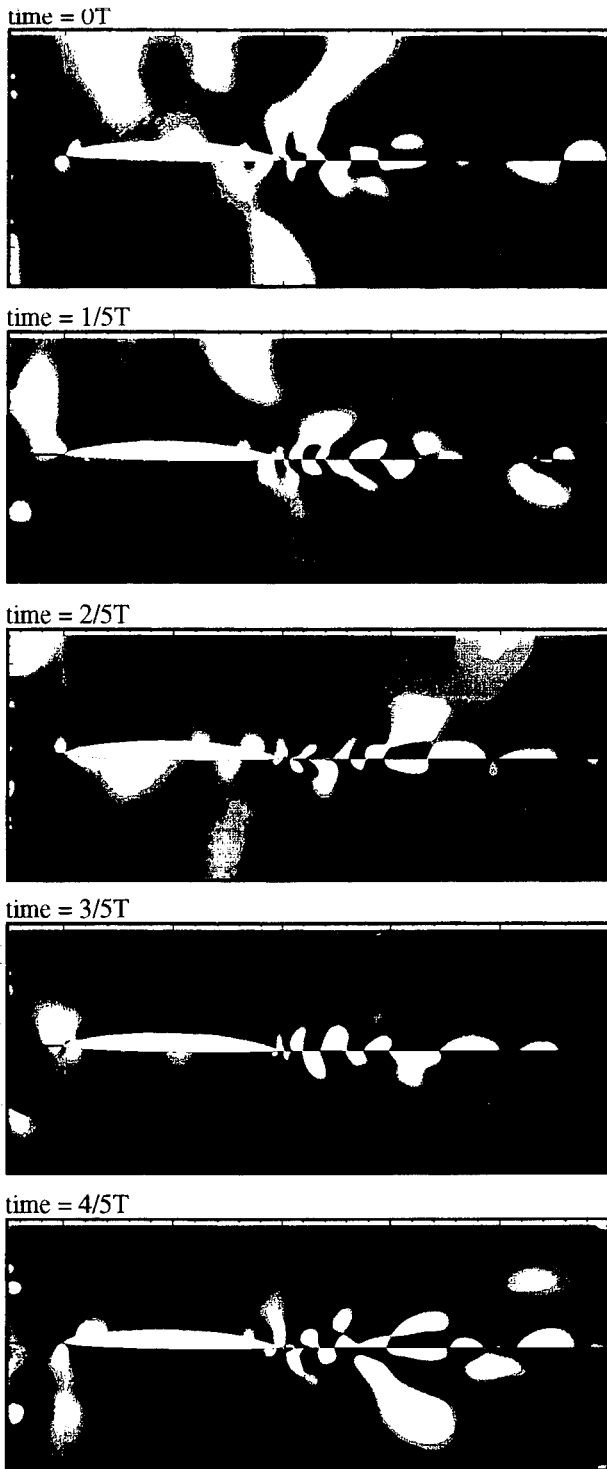 time = 0T
time = 1/5T
time = 2/5T
time = 3/5T
time = 4/5T